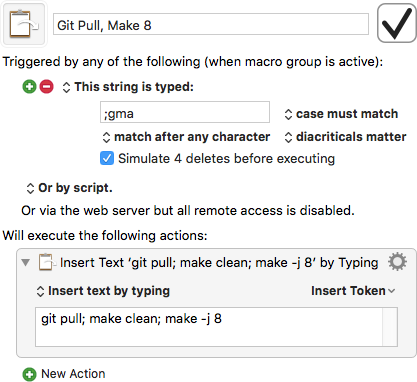 Git Pull, Make 8
Triggered by any of the following (when macro group is active):
This string is typed:
;gma
case must match
match after any character
diacriticals matter
Simulate 4 deletes before executing
Or by script.
Or via the web server but all remote access is disabled.
Will execute the following actions:
Insert Text ‘git pull; make clean; make -j 8’ by Typing
Insert text by typing
Insert Token
git pull; make clean; make -j 8
New Action